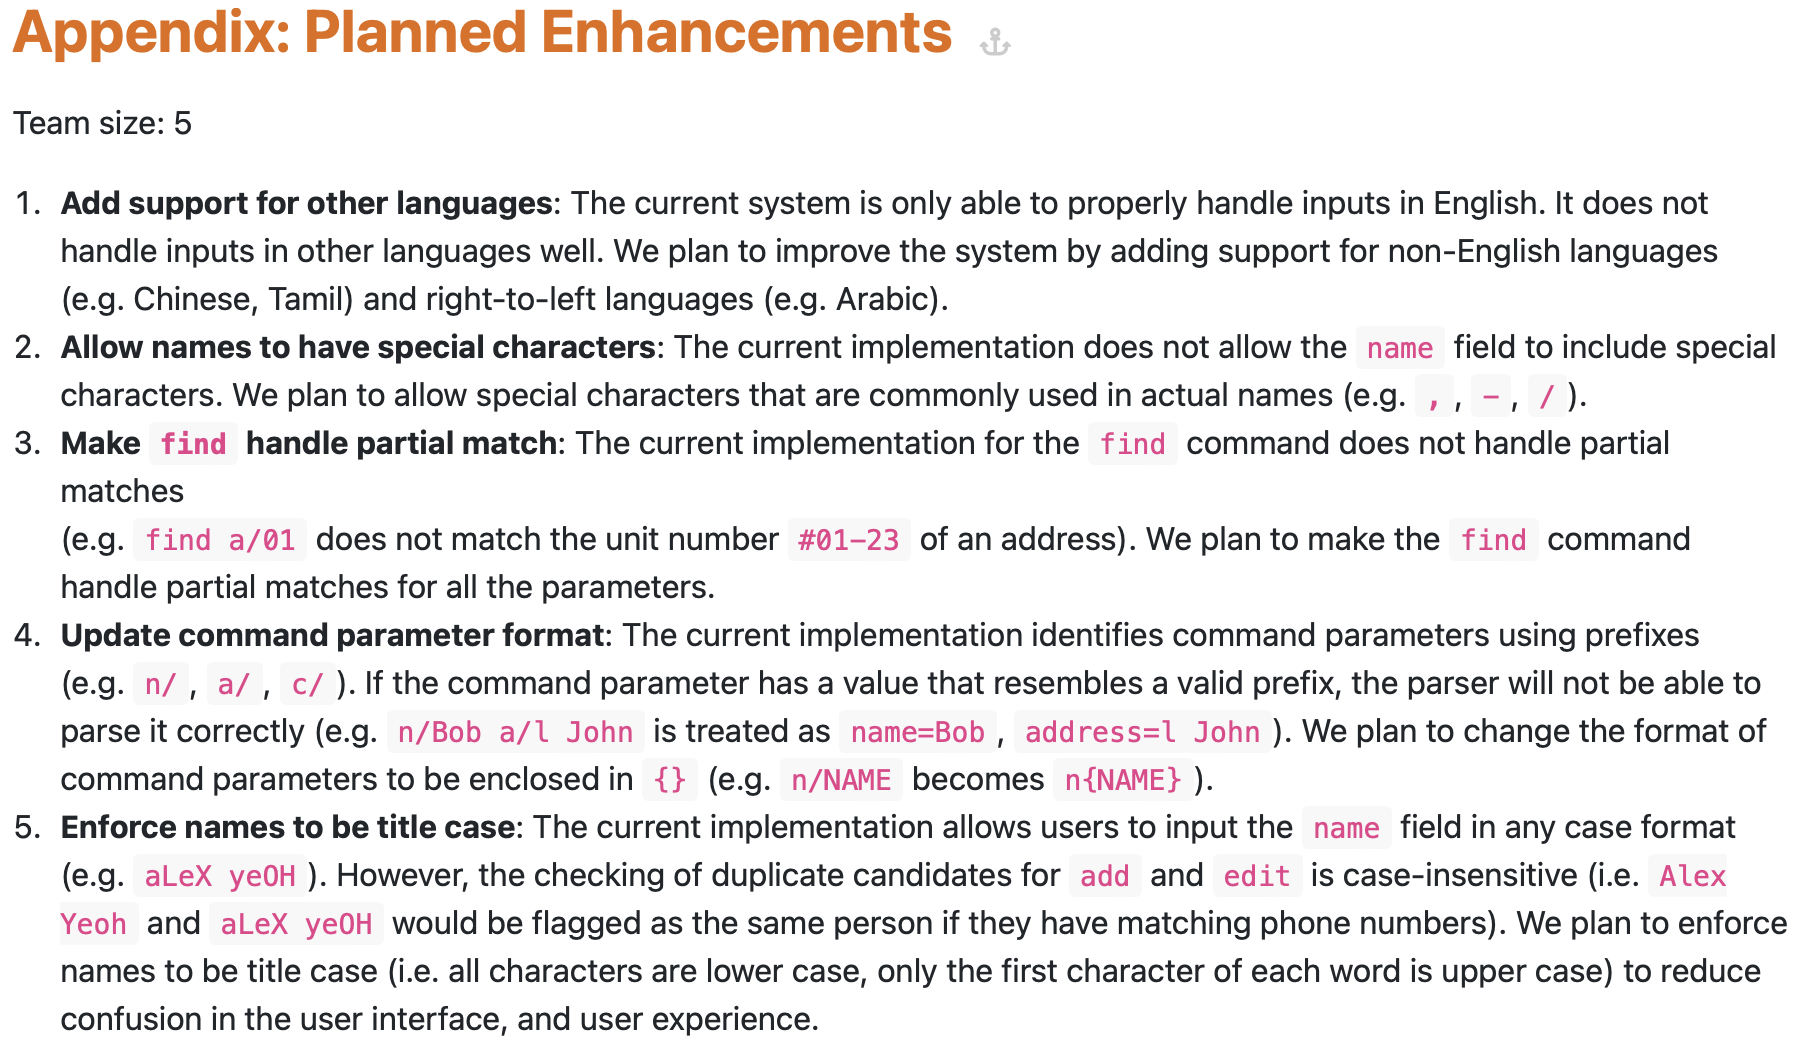 Appendix: Planned Enhancements
Team size: 5
1. Add support for other languages: The current system is only able to properly handle inputs in English. It does not
handle inputs in other languages well. We plan to improve the system by adding support for non-English languages
(e.g. Chinese, Tamil) and right-to-left languages (e.g. Arabic).
2. Allow names to have special characters: The current implementation does not allow the name field to include special
characters. We plan to allow special characters that are commonly used in actual names (e.g. , , - , / ).
3. Make find handle partial match: The current implementation for the find command does not handle partial
matches
(e.g. find a/01 does not match the unit number #01-23 of an address). We plan to make the find command
handle partial matches for all the parameters.
4. Update command parameter format: The current implementation identifies command parameters using prefixes
(e.g. n/ , a/ , c/ ). If the command parameter has a value that resembles a valid prefix, the parser will not be able to
parse it correctly (e.g. n/Bob a/l John is treated as name=Bob , address=l John ). We plan to change the format of
command parameters to be enclosed in {} (e.g. n/NAME becomes n{NAME} ).
5. Enforce names to be title case: The current implementation allows users to input the name field in any case format
(e.g. aLeX yeOH ). However, the checking of duplicate candidates for add and edit is case-insensitive (i.e. Alex
Yeoh and aLeX yeOH would be flagged as the same person if they have matching phone numbers). We plan to enforce
names to be title case (i.e. all characters are lower case, only the first character of each word is upper case) to reduce
confusion in the user interface, and user experience.